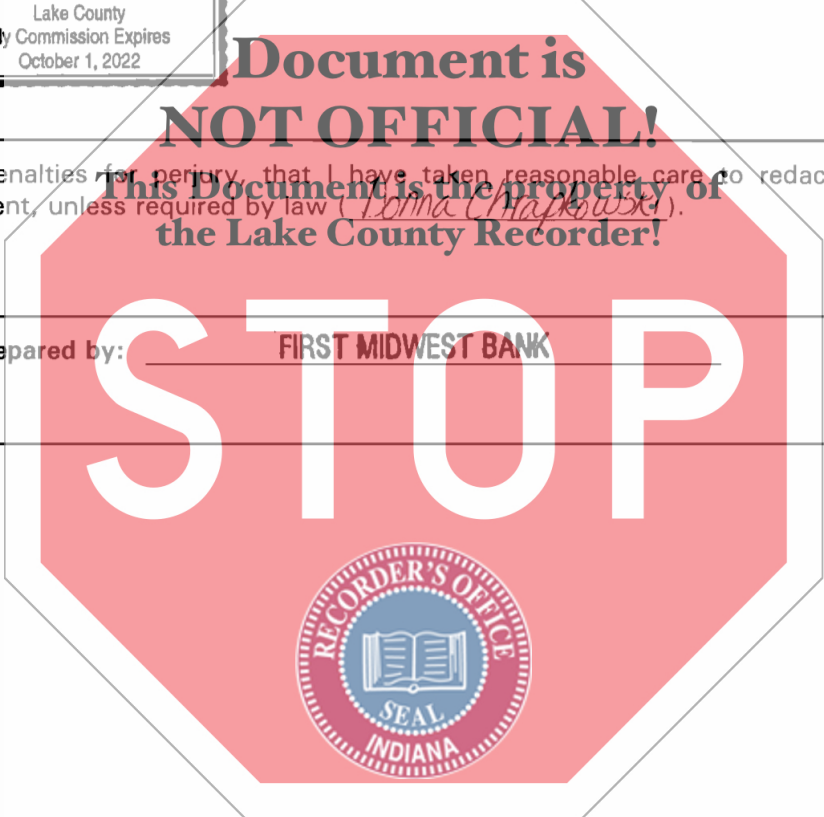 Lake County
y Commission Expires
October 1, 2022
Document is
NOT OFFICIAL!
enalties for perjury, that I have taken reasonable care to redac
This Document is the property of
ent, unless required by law ( Donna Chrapkowski ).
the Lake County Recorder!
STOP
epared by: FIRST MIDWEST BANK
RECORDER'S OFFICE
SEAL
INDIANA